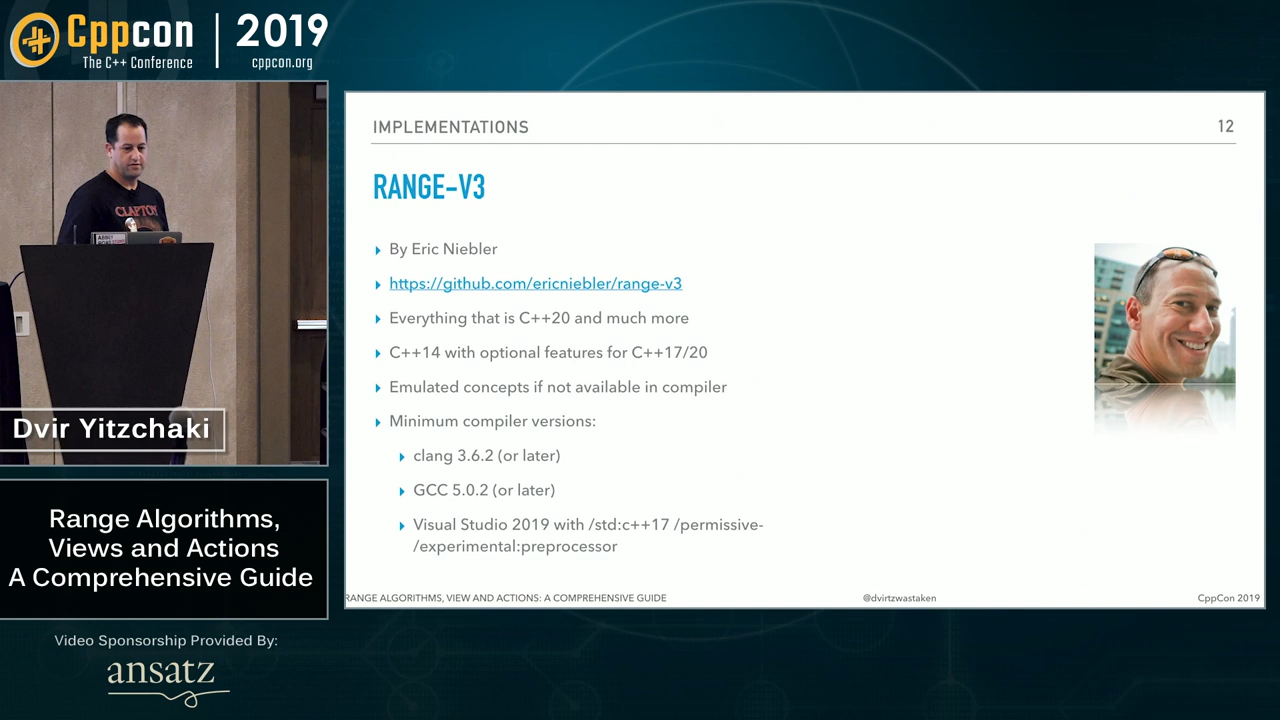 Cppcon
The C++ Conference
2019
cppcon.org
CLAPTON
Dvir Yitzchaki
Range Algorithms,
Views and Actions
A Comprehensive Guide
Video Sponsorship Provided By:
ansatz
IMPLEMENTATIONS
12
RANGE-V3
By Eric Niebler
https://github.com/ericniebler/range-v3
Everything that is C++20 and much more
C++14 with optional features for C++17/20
Emulated concepts if not available in compiler
Minimum compiler versions:
clang 3.6.2 (or later)
GCC 5.0.2 (or later)
Visual Studio 2019 with /std:c++17 /permissive-
/experimental:preprocessor
RANGE ALGORITHMS, VIEW AND ACTIONS: A COMPREHENSIVE GUIDE
@dvirtzwastaken
CppCon 2019